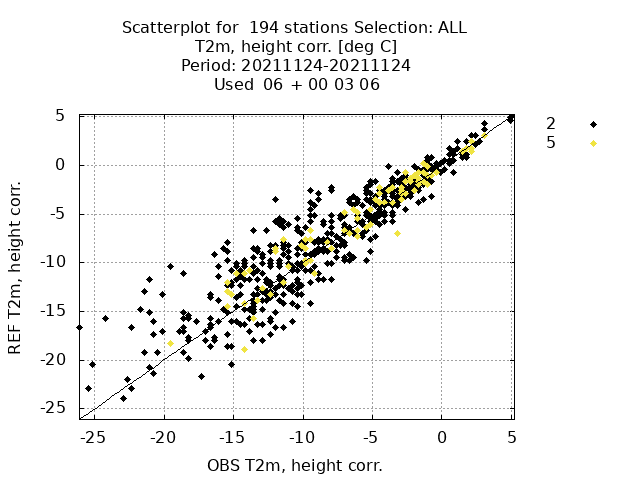 Scatterplot for  194 stations Selection: ALL
T2m, height corr. [deg C]
Period: 20211124-20211124
Used  06 + 00 03 06
2
5
5
0
-5
-10
-15
-20
-25
REF T2m, height corr.
-25 -20 -15 -10 -5 0 5
OBS T2m, height corr.